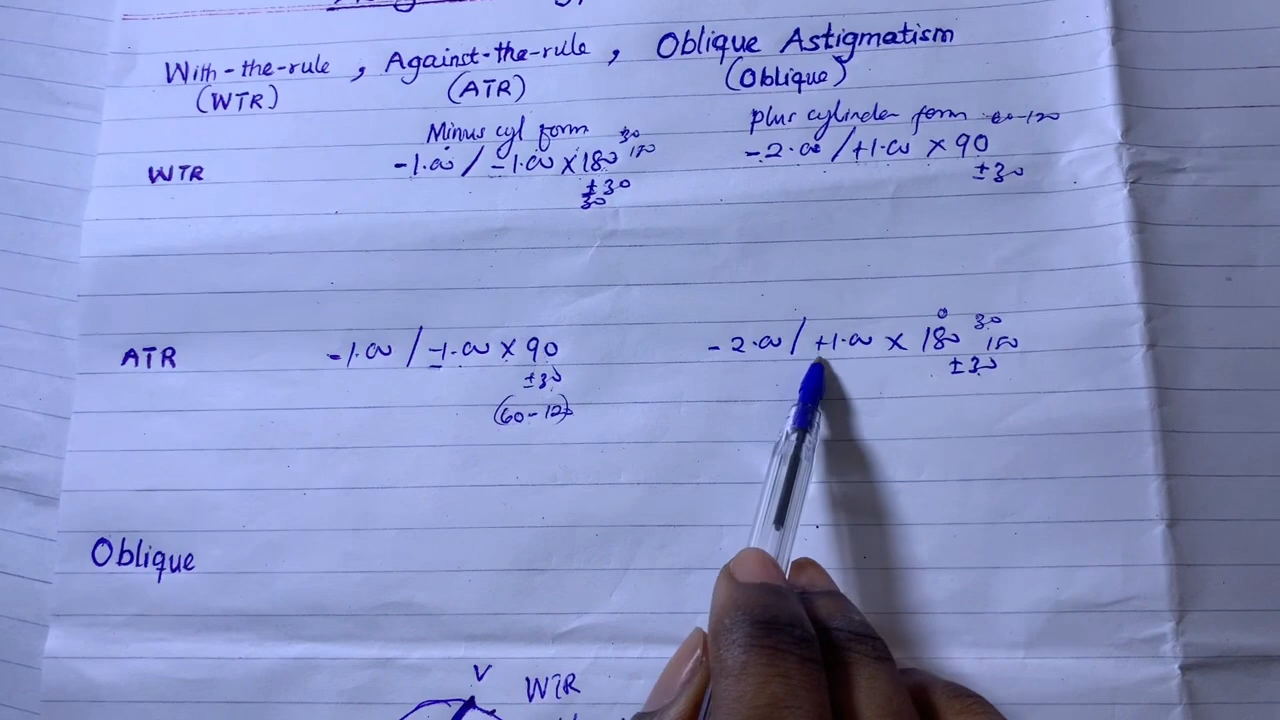 With-the-rule , Against-the-rule , Oblique Astigmatism
(WTR) (ATR) (Oblique)
Minus cyl form plus cylinder form 60-120
WTR -1.00 / -1.00 × 180 30 150 -2.00 / +1.00 × 90
±30 ±30
30
ATR -1.00 / -1.00 × 90 -2.00 / +1.00 × 180 0 30 150
±30 ±30
(60-120)
Oblique
V WTR